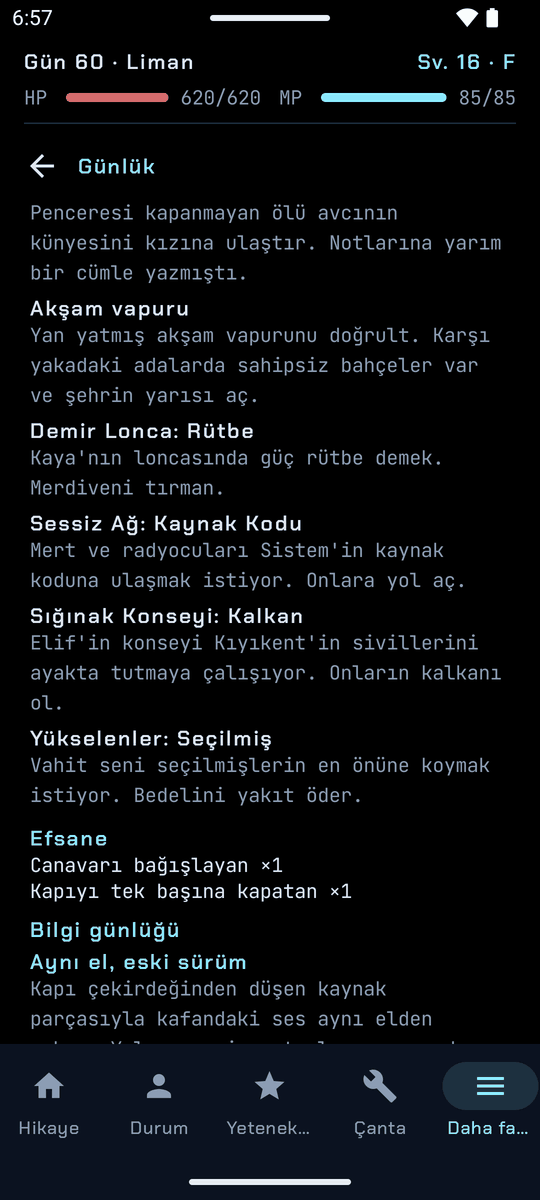 6:57
Gün 60 · Liman
Sv. 16 · F
HP 620/620 MP 85/85
Günlük
Penceresi kapanmayan ölü avcının
künyesini kızına ulaştır. Notlarına yarım
bir cümle yazmıştı.
Akşam vapuru
Yan yatmış akşam vapurunu doğrult. Karşı
yakadaki adalarda sahipsiz bahçeler var
ve şehrin yarısı aç.
Demir Lonca: Rütbe
Kaya'nın loncasında güç rütbe demek.
Merdiveni tırman.
Sessiz Ağ: Kaynak Kodu
Mert ve radyocuları Sistem'in kaynak
koduna ulaşmak istiyor. Onlara yol aç.
Sığınak Konseyi: Kalkan
Elif'in konseyi Kıyıkent'in sivillerini
ayakta tutmaya çalışıyor. Onların kalkanı
ol.
Yükselenler: Seçilmiş
Vahit seni seçilmişlerin en önüne koymak
istiyor. Bedelini yakıt öder.
Efsane
Canavarı bağışlayan ×1
Kapıyı tek başına kapatan ×1
Bilgi günlüğü
Aynı el, eski sürüm
Kapı çekirdeğinden düşen kaynak
parçasıyla kafandaki ses aynı elden
Hikaye
Durum
Yetenek…
Çanta
Daha fa…